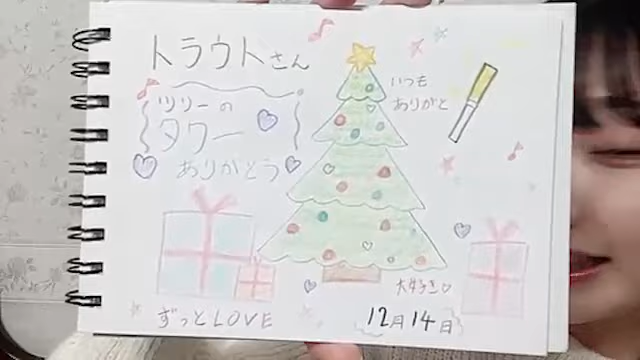 トラウトさん
ツリーの
タワー
ありがとう
いつも
ありがと
大好き♡
ずっとLOVE
12月14日